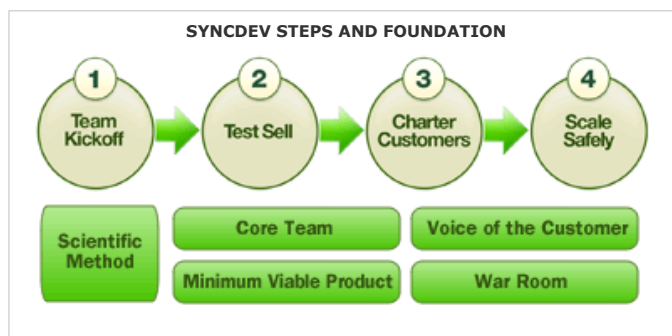 SYNCDEV STEPS AND FOUNDATION
1
Team
Kickoff
2
Test Sell
3
Charter
Customers
4
Scale
Safely
Scientific
Method
Core Team
Voice of the Customer
Minimum Viable Product
War Room